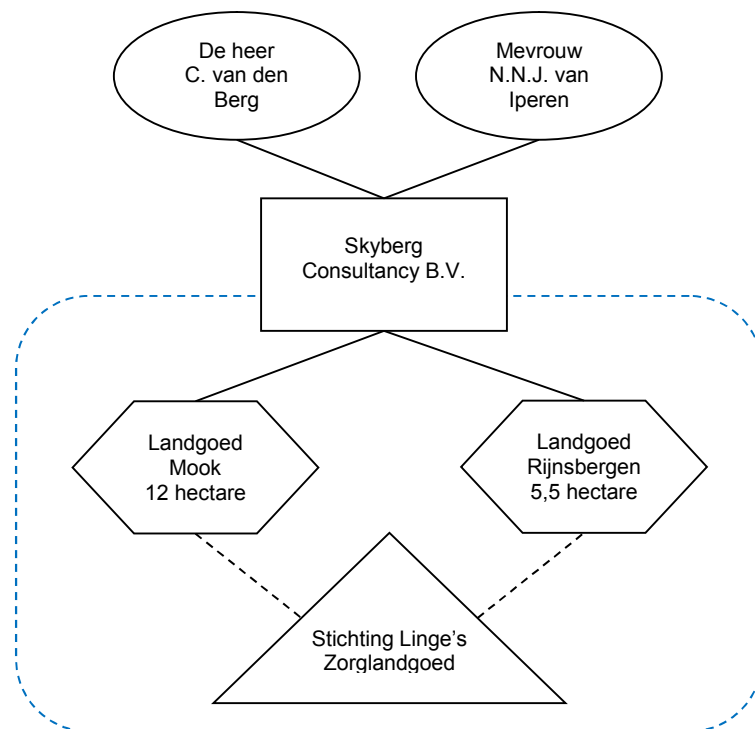 De heer
C. van den
Berg
Mevrouw
N.N.J. van
Iperen
Skyberg
Consultancy B.V.
Landgoed
Mook
12 hectare
Landgoed
Rijnsbergen
5,5 hectare
Stichting Linge's
Zorglandgoed